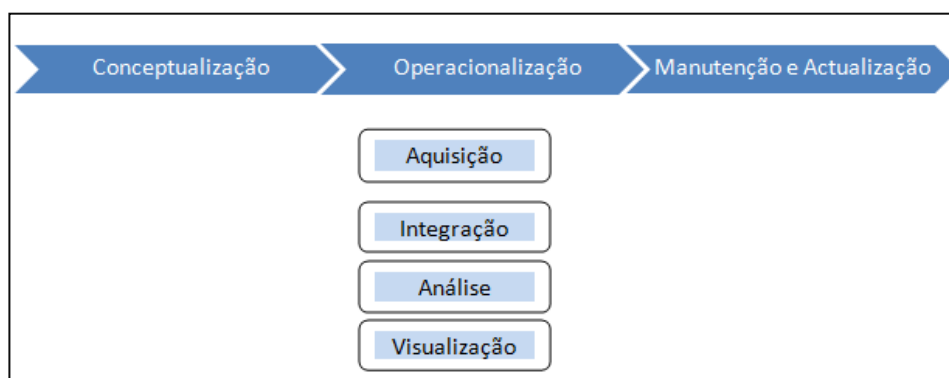 Conceptualização
Operacionalização
Manutenção e Actualização
Aquisição
Integração
Análise
Visualização